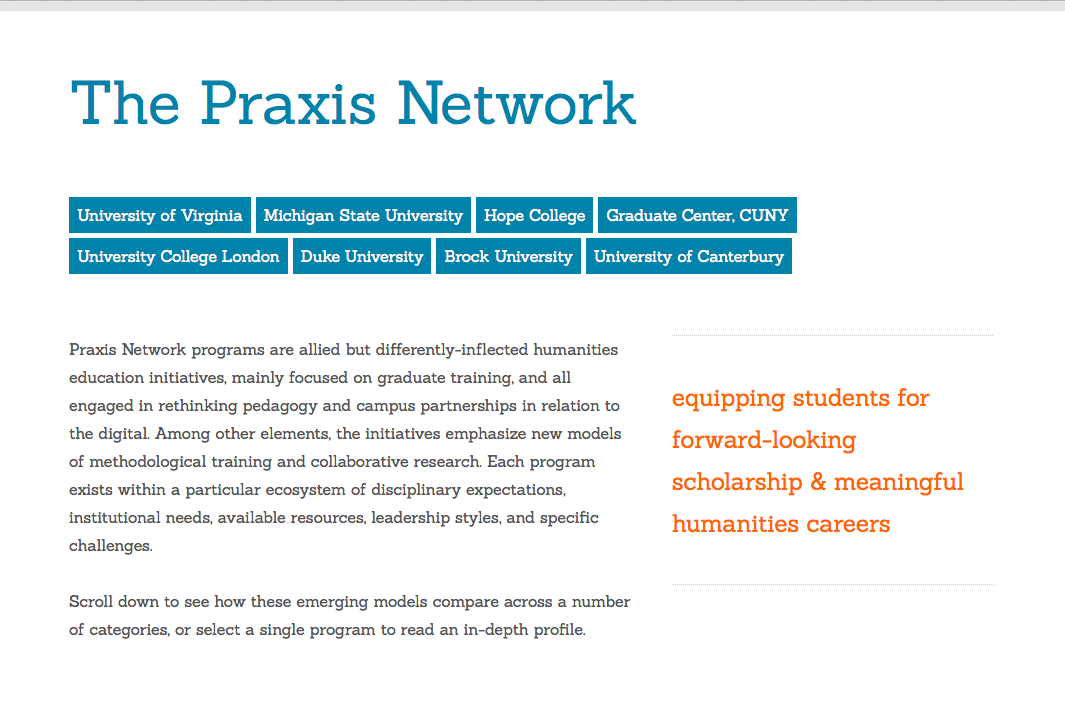 The Praxis Network
University of Virginia Michigan State University Hope College Graduate Center, CUNY
University College London Duke University Brock University University of Canterbury
Praxis Network programs are allied but differently-inflected humanities
education initiatives, mainly focused on graduate training, and all
engaged in rethinking pedagogy and campus partnerships in relation to
the digital. Among other elements, the initiatives emphasize new models
of methodological training and collaborative research. Each program
exists within a particular ecosystem of disciplinary expectations,
institutional needs, available resources, leadership styles, and specific
challenges.
Scroll down to see how these emerging models compare across a number
of categories, or select a single program to read an in-depth profile.
equipping students for
forward-looking
scholarship & meaningful
humanities careers